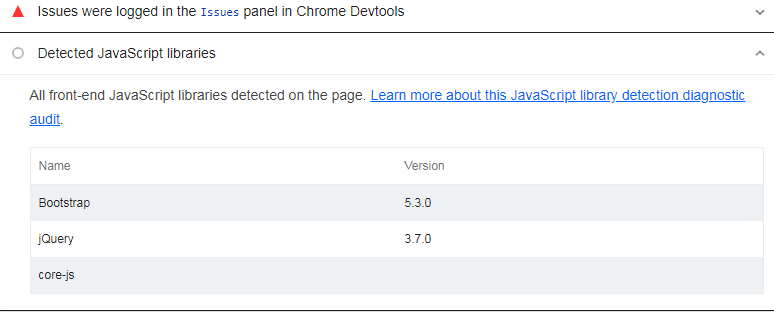 Issues were logged in the Issues panel in Chrome Devtools
Detected JavaScript libraries
All front-end JavaScript libraries detected on the page. Learn more about this JavaScript library detection diagnostic
audit.
Name Version
Bootstrap 5.3.0
jQuery 3.7.0
core-js